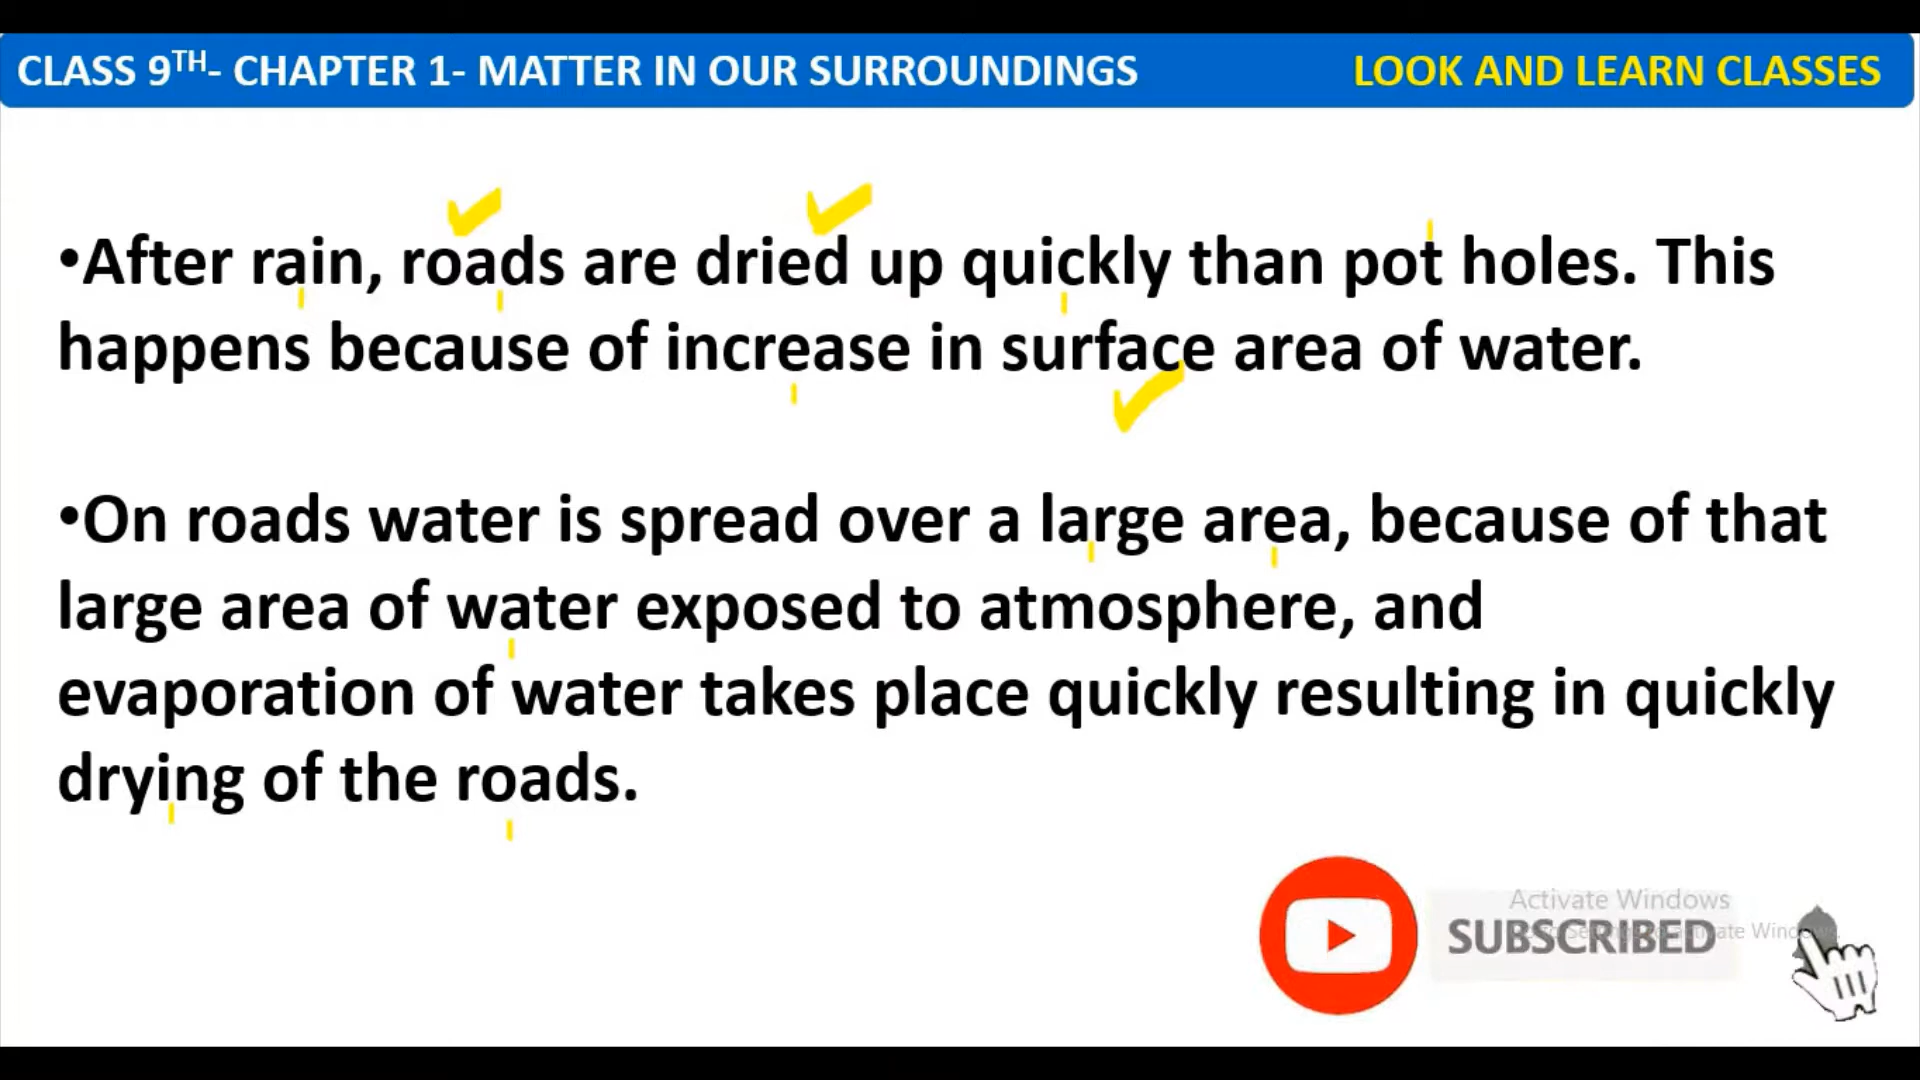 CLASS 9TH- CHAPTER 1- MATTER IN OUR SURROUNDINGS LOOK AND LEARN CLASSES
•After rain, roads are dried up quickly than pot holes. This
happens because of increase in surface area of water.
•On roads water is spread over a large area, because of that
large area of water exposed to atmosphere, and
evaporation of water takes place quickly resulting in quickly
drying of the roads.
Activate Windows
SUBSCRIBED